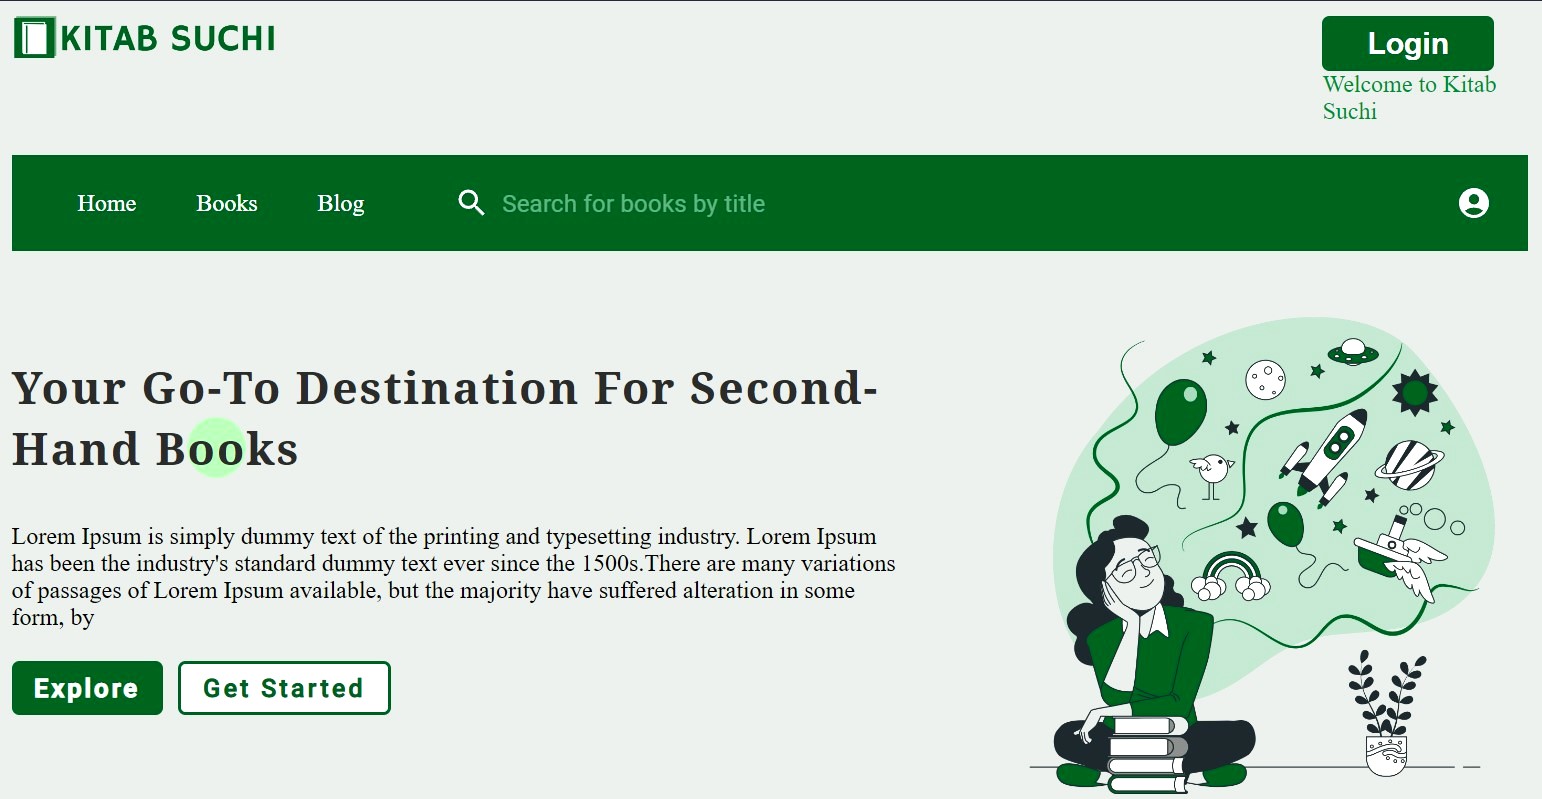 KITAB SUCHI
Login
Welcome to Kitab
Suchi
Home Books Blog Search for books by title
Your Go-To Destination For Second-
Hand Books
Lorem Ipsum is simply dummy text of the printing and typesetting industry. Lorem Ipsum
has been the industry's standard dummy text ever since the 1500s.There are many variations
of passages of Lorem Ipsum available, but the majority have suffered alteration in some
form, by
Explore Get Started